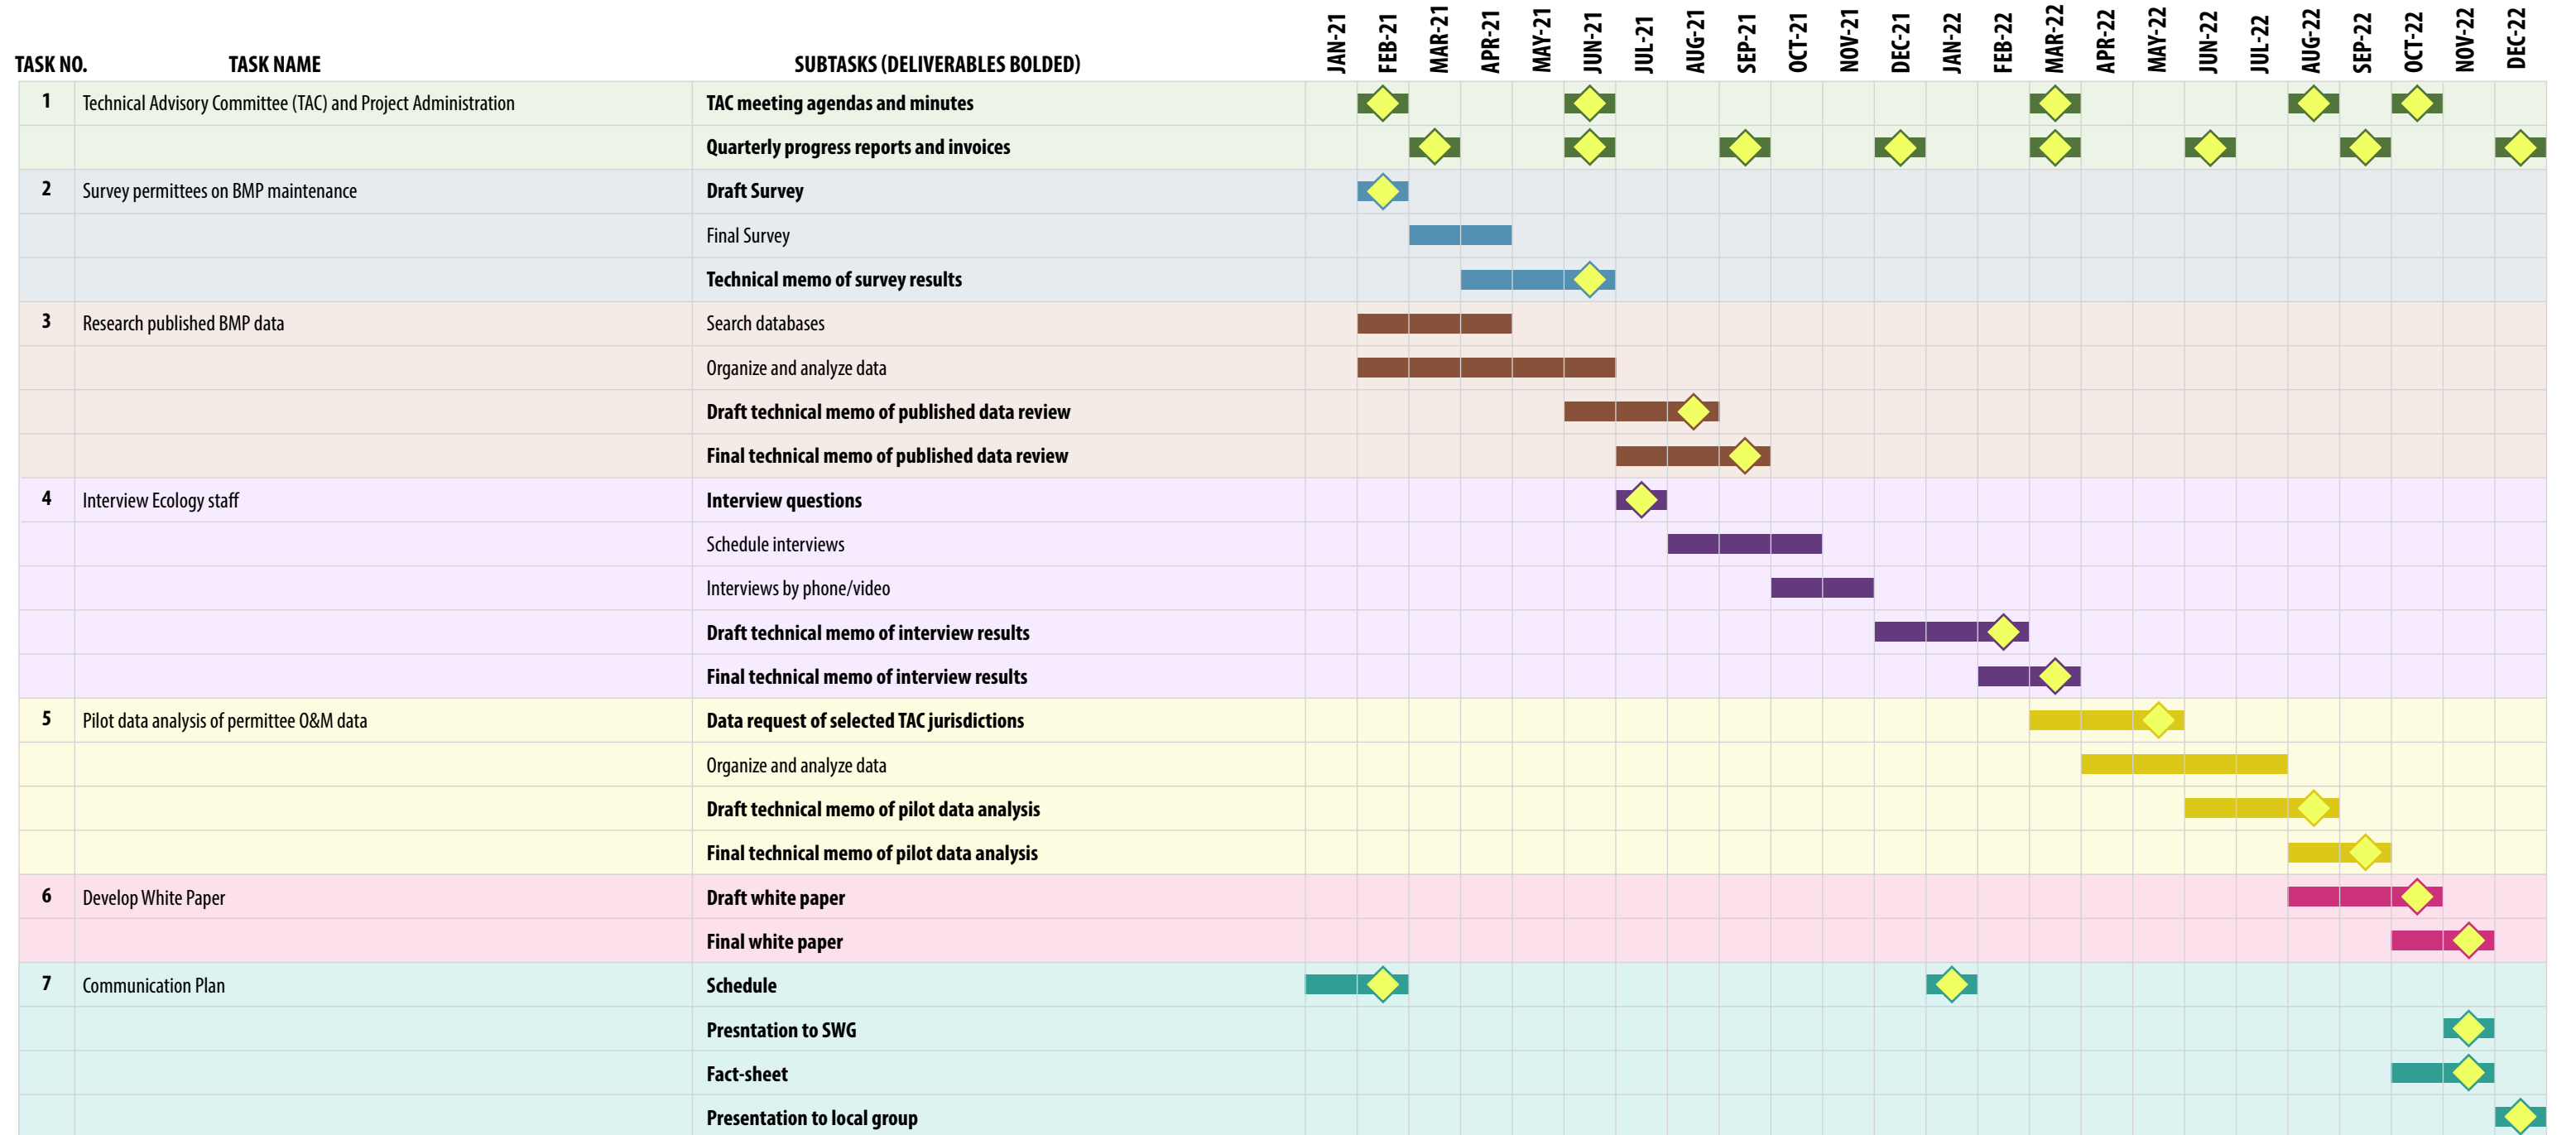 JAN-21 FEB-21 MAR-21 APR-21 MAY-21 JUN-21 JUL-21 AUG-21 SEP-21 OCT-21 NOV-21 DEC-21 JAN-22 FEB-22 MAR-22 APR-22 MAY-22 JUN-22 JUL-22 AUG-22 SEP-22 OCT-22 NOV-22 DEC-22
TASK NO. TASK NAME SUBTASKS (DELIVERABLES BOLDED)
1 Technical Advisory Committee (TAC) and Project Administration TAC meeting agendas and minutes
Quarterly progress reports and invoices
2 Survey permittees on BMP maintenance Draft Survey
Final Survey
Technical memo of survey results
3 Research published BMP data Search databases
Organize and analyze data
Draft technical memo of published data review
Final technical memo of published data review
4 Interview Ecology staff Interview questions
Schedule interviews
Interviews by phone/video
Draft technical memo of interview results
Final technical memo of interview results
5 Pilot data analysis of permittee O&M data Data request of selected TAC jurisdictions
Organize and analyze data
Draft technical memo of pilot data analysis
Final technical memo of pilot data analysis
6 Develop White Paper Draft white paper
Final white paper
7 Communication Plan Schedule
Presntation to SWG
Fact-sheet
Presentation to local group